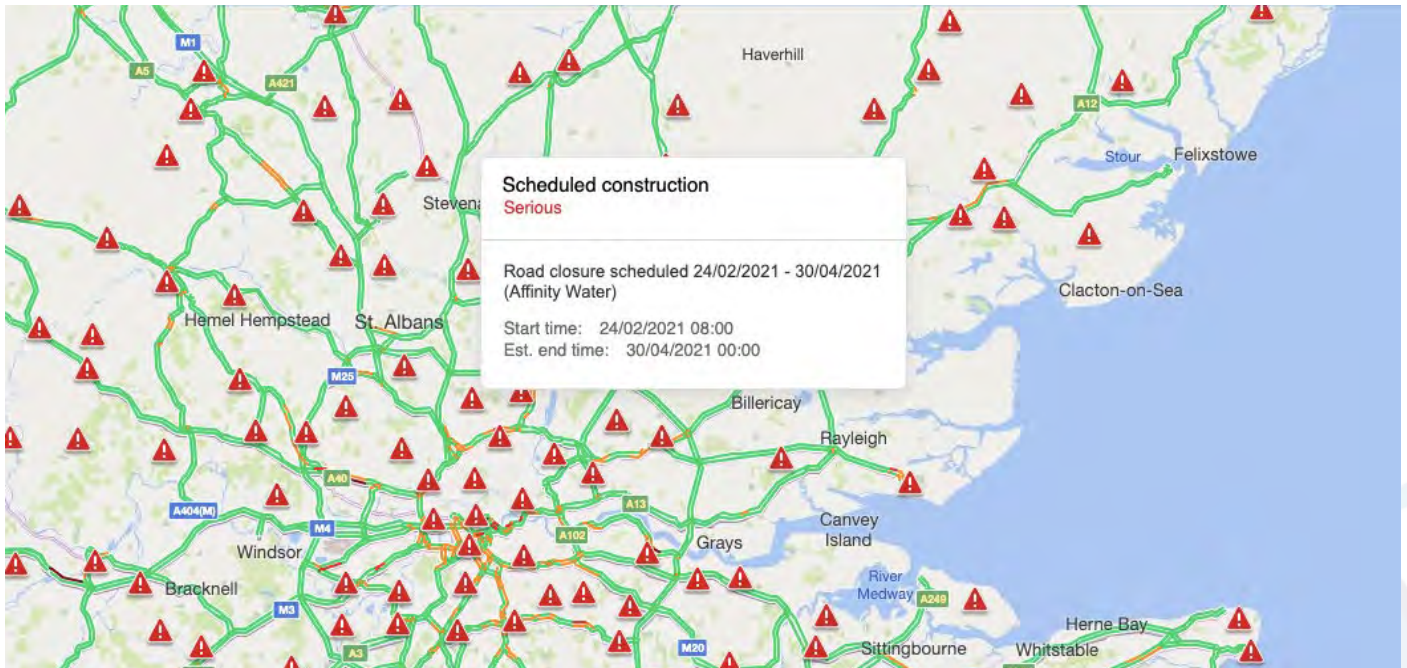 Haverhill
M1
A5
A421
A12
Stour
Felixstowe
Scheduled construction
Serious
Stevena
Road closure scheduled 24/02/2021 - 30/04/2021
(Affinity Water)
Clacton-on-Sea
Start time: 24/02/2021 08:00
Est. end time: 30/04/2021 00:00
Hemel Hempstead
St. Albans
M25
Billericay
Rayleigh
A40
A404(M)
A13
M4
Canvey
Island
A102
Windsor
Grays
Bracknell
River
Medway
A249
M3
Herne Bay
A3
M20
Sittingbourne
Whitstable